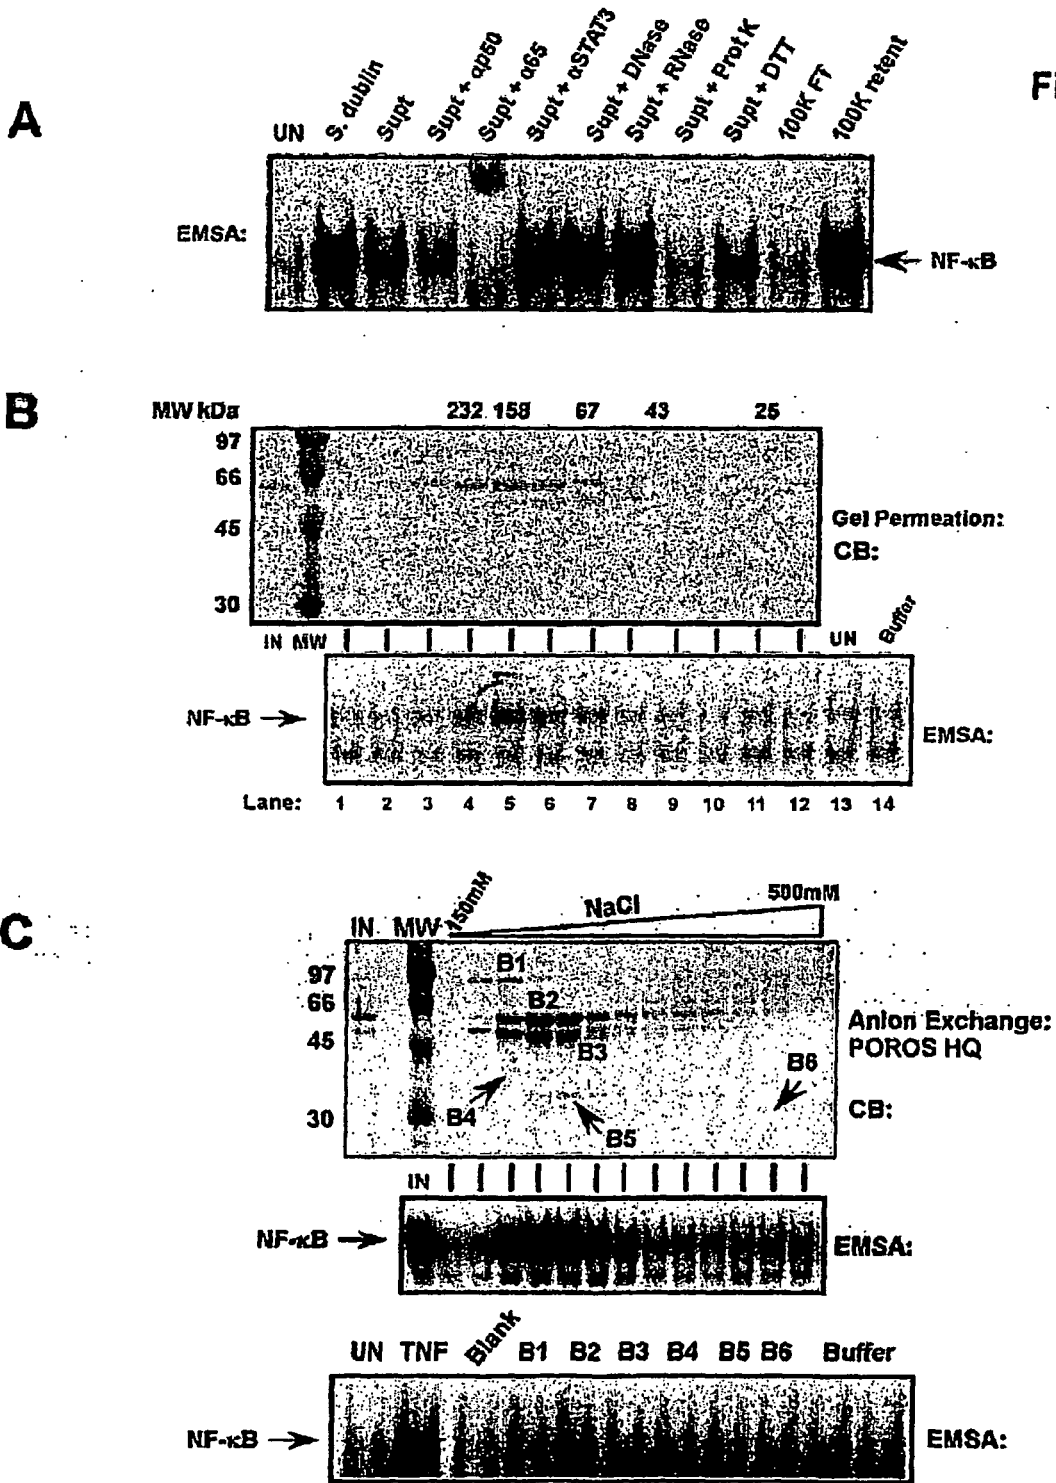 Fi
A
UN S. dublin Supt Supt + αp50 Supt + α65 Supt + αSTAT3 Supt + DNase Supt + RNase Supt + Prot K Supt + DTT 100K FT 100K retent
EMSA:
NF-κB
B
MW kDa 232 158 67 43 25
97
66
45
30
Gel Permeation:
CB:
IN MW UN Buffer
NF-κB
EMSA:
Lane: 1 2 3 4 5 6 7 8 9 10 11 12 13 14
C
IN MW 150mM NaCl 500mM
97
66
45
30
B1
B2
B3
B4
B5
B6
Anion Exchange:
POROS HQ
CB:
IN
NF-κB
EMSA:
UN TNF Blank B1 B2 B3 B4 B5 B6 Buffer
NF-κB
EMSA: